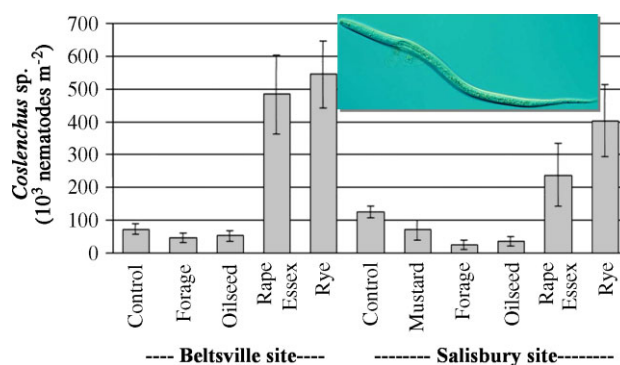 Coslenchus sp.
(10³ nematodes m⁻²)
700
600
500
400
300
200
100
0
Control
Forage
Oilseed
Rape
Essex
Rye
Control
Mustard
Forage
Oilseed
Rape
Essex
Rye
---- Beltsville site----
-------- Salisbury site--------